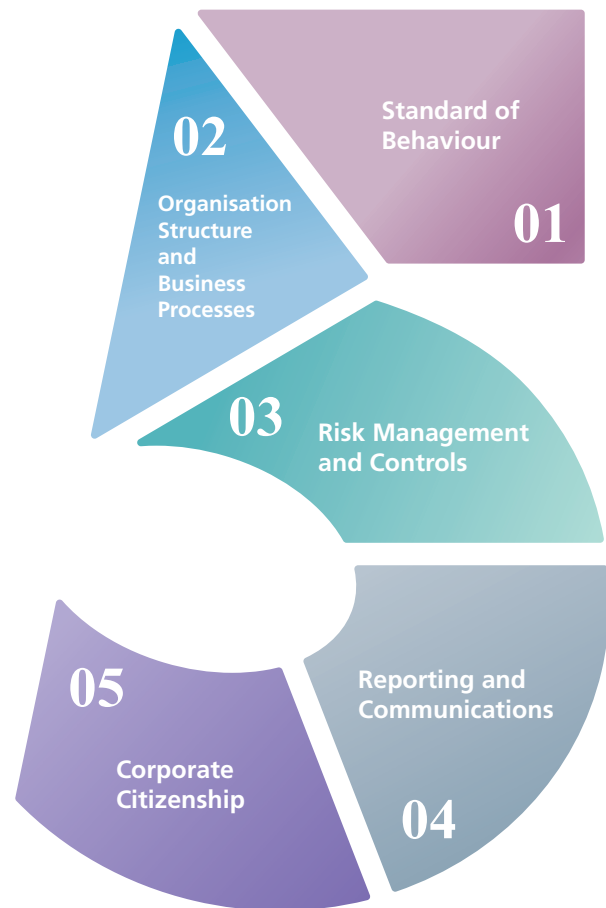 Standard of
Behaviour
01
02
Organisation
Structure
and
Business
Processes
03
Risk Management
and Controls
Reporting and
Communications
04
05
Corporate
Citizenship